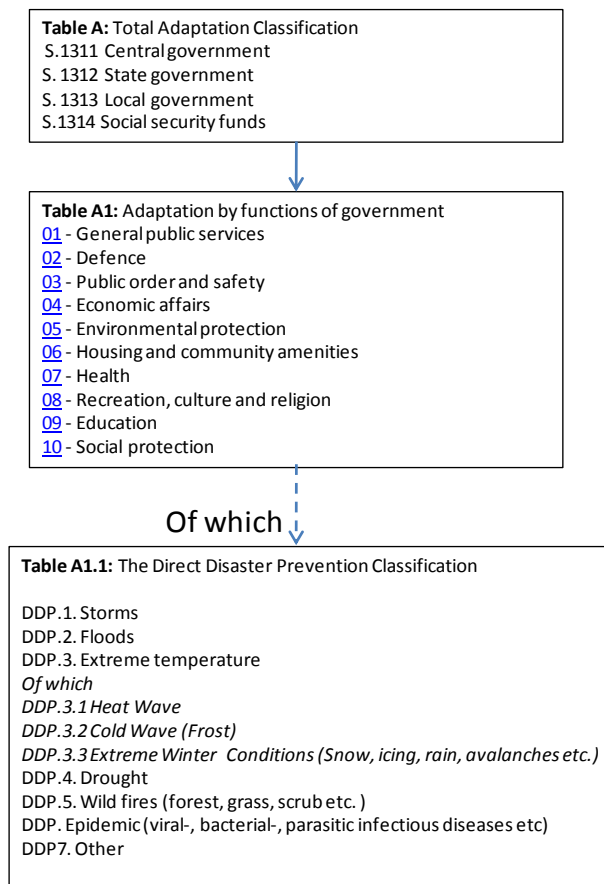 Table A: Total Adaptation Classification
S.1311 Central government
S. 1312 State government
S. 1313 Local government
S.1314 Social security funds
Table A1: Adaptation by functions of government
01 - General public services
02 - Defence
03 - Public order and safety
04 - Economic affairs
05 - Environmental protection
06 - Housing and community amenities
07 - Health
08 - Recreation, culture and religion
09 - Education
10 - Social protection
Of which
Table A1.1: The Direct Disaster Prevention Classification
DDP.1. Storms
DDP.2. Floods
DDP.3. Extreme temperature
Of which
DDP.3.1 Heat Wave
DDP.3.2 Cold Wave (Frost)
DDP.3.3 Extreme Winter Conditions (Snow, icing, rain, avalanches etc.)
DDP.4. Drought
DDP.5. Wild fires (forest, grass, scrub etc. )
DDP. Epidemic (viral-, bacterial-, parasitic infectious diseases etc)
DDP7. Other